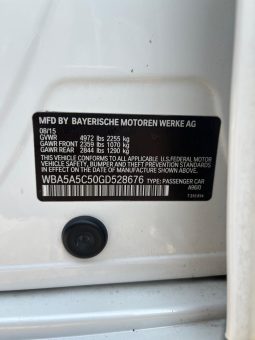 MFD BY BAYERISCHE MOTOREN WERKE AG
08/15
GVWR 4972 lbs 2255 kg
GAWR FRONT 2359 lbs 1070 kg
GAWR REAR 2844 lbs 1290 kg
THIS VEHICLE CONFORMS TO ALL APPLICABLE U.S.FEDERAL MOTOR
VEHICLE SAFETY, BUMPER AND THEFT PREVENTION STANDARDS
IN EFFECT ON THE DATE OF MANUFACTURE SHOWN ABOVE.
WBA5A5C50GD528676 TYPE: PASSENGER CAR